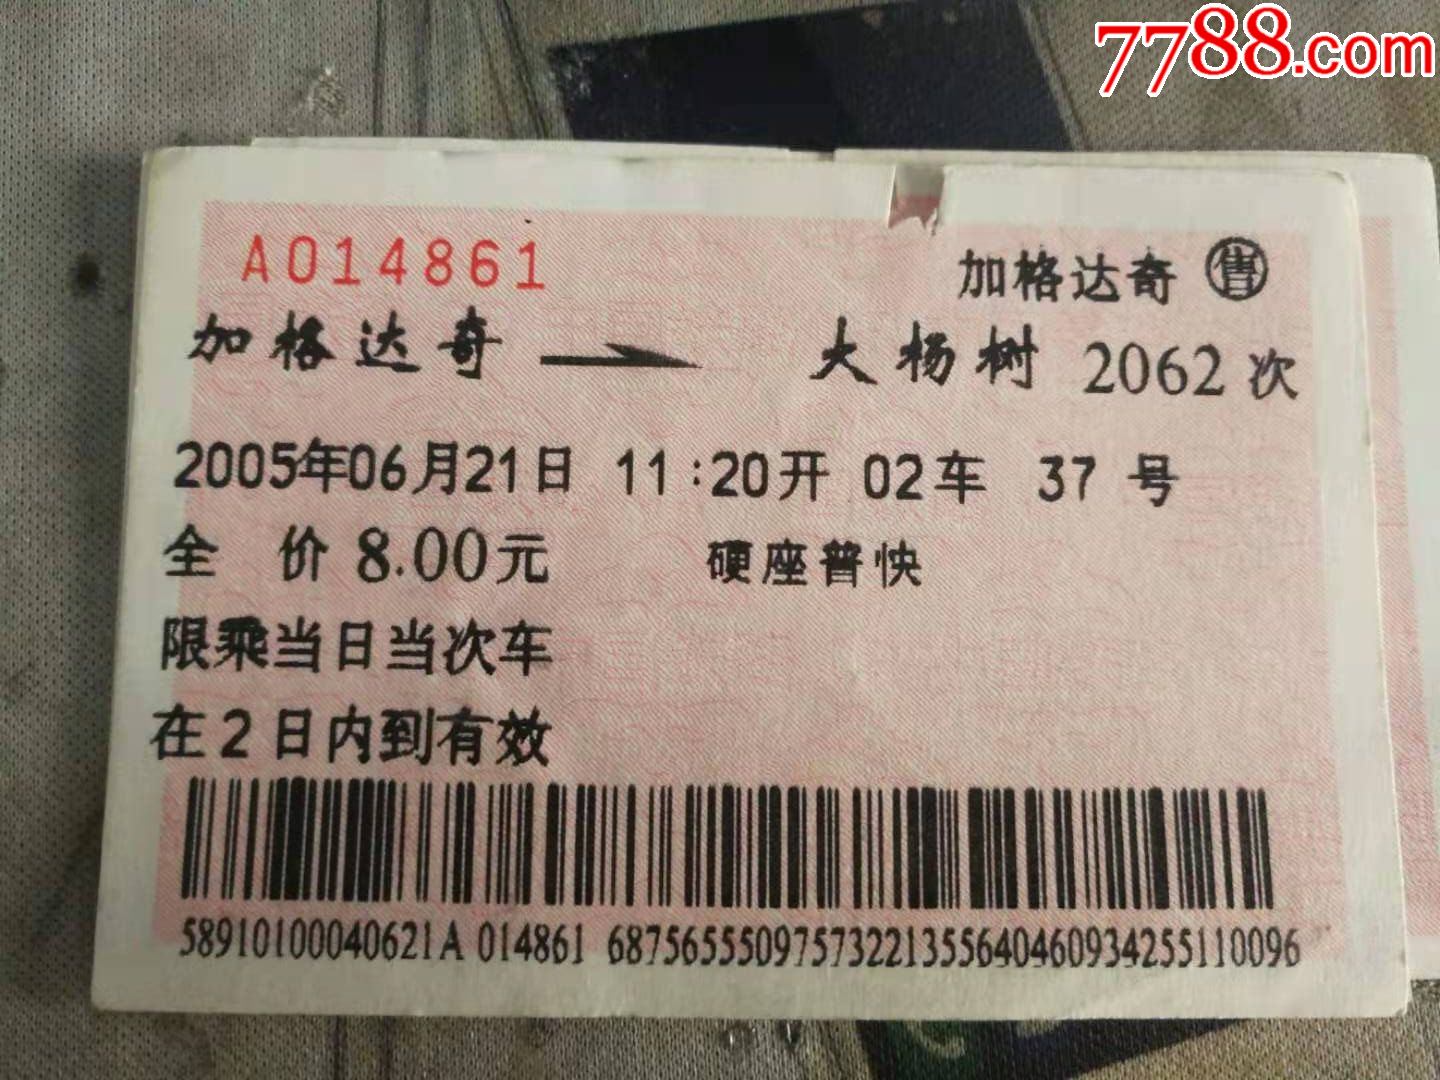 7788.com
A014861
加格达奇 售
加格达奇 大杨树 2062次
2005年06月21日 11:20开 02车 37号
全 价 8.00元 硬座普快
限乘当日当次车
在2日内到有效
58910100040621A 014861 6875655509757322135564046093425511009​6